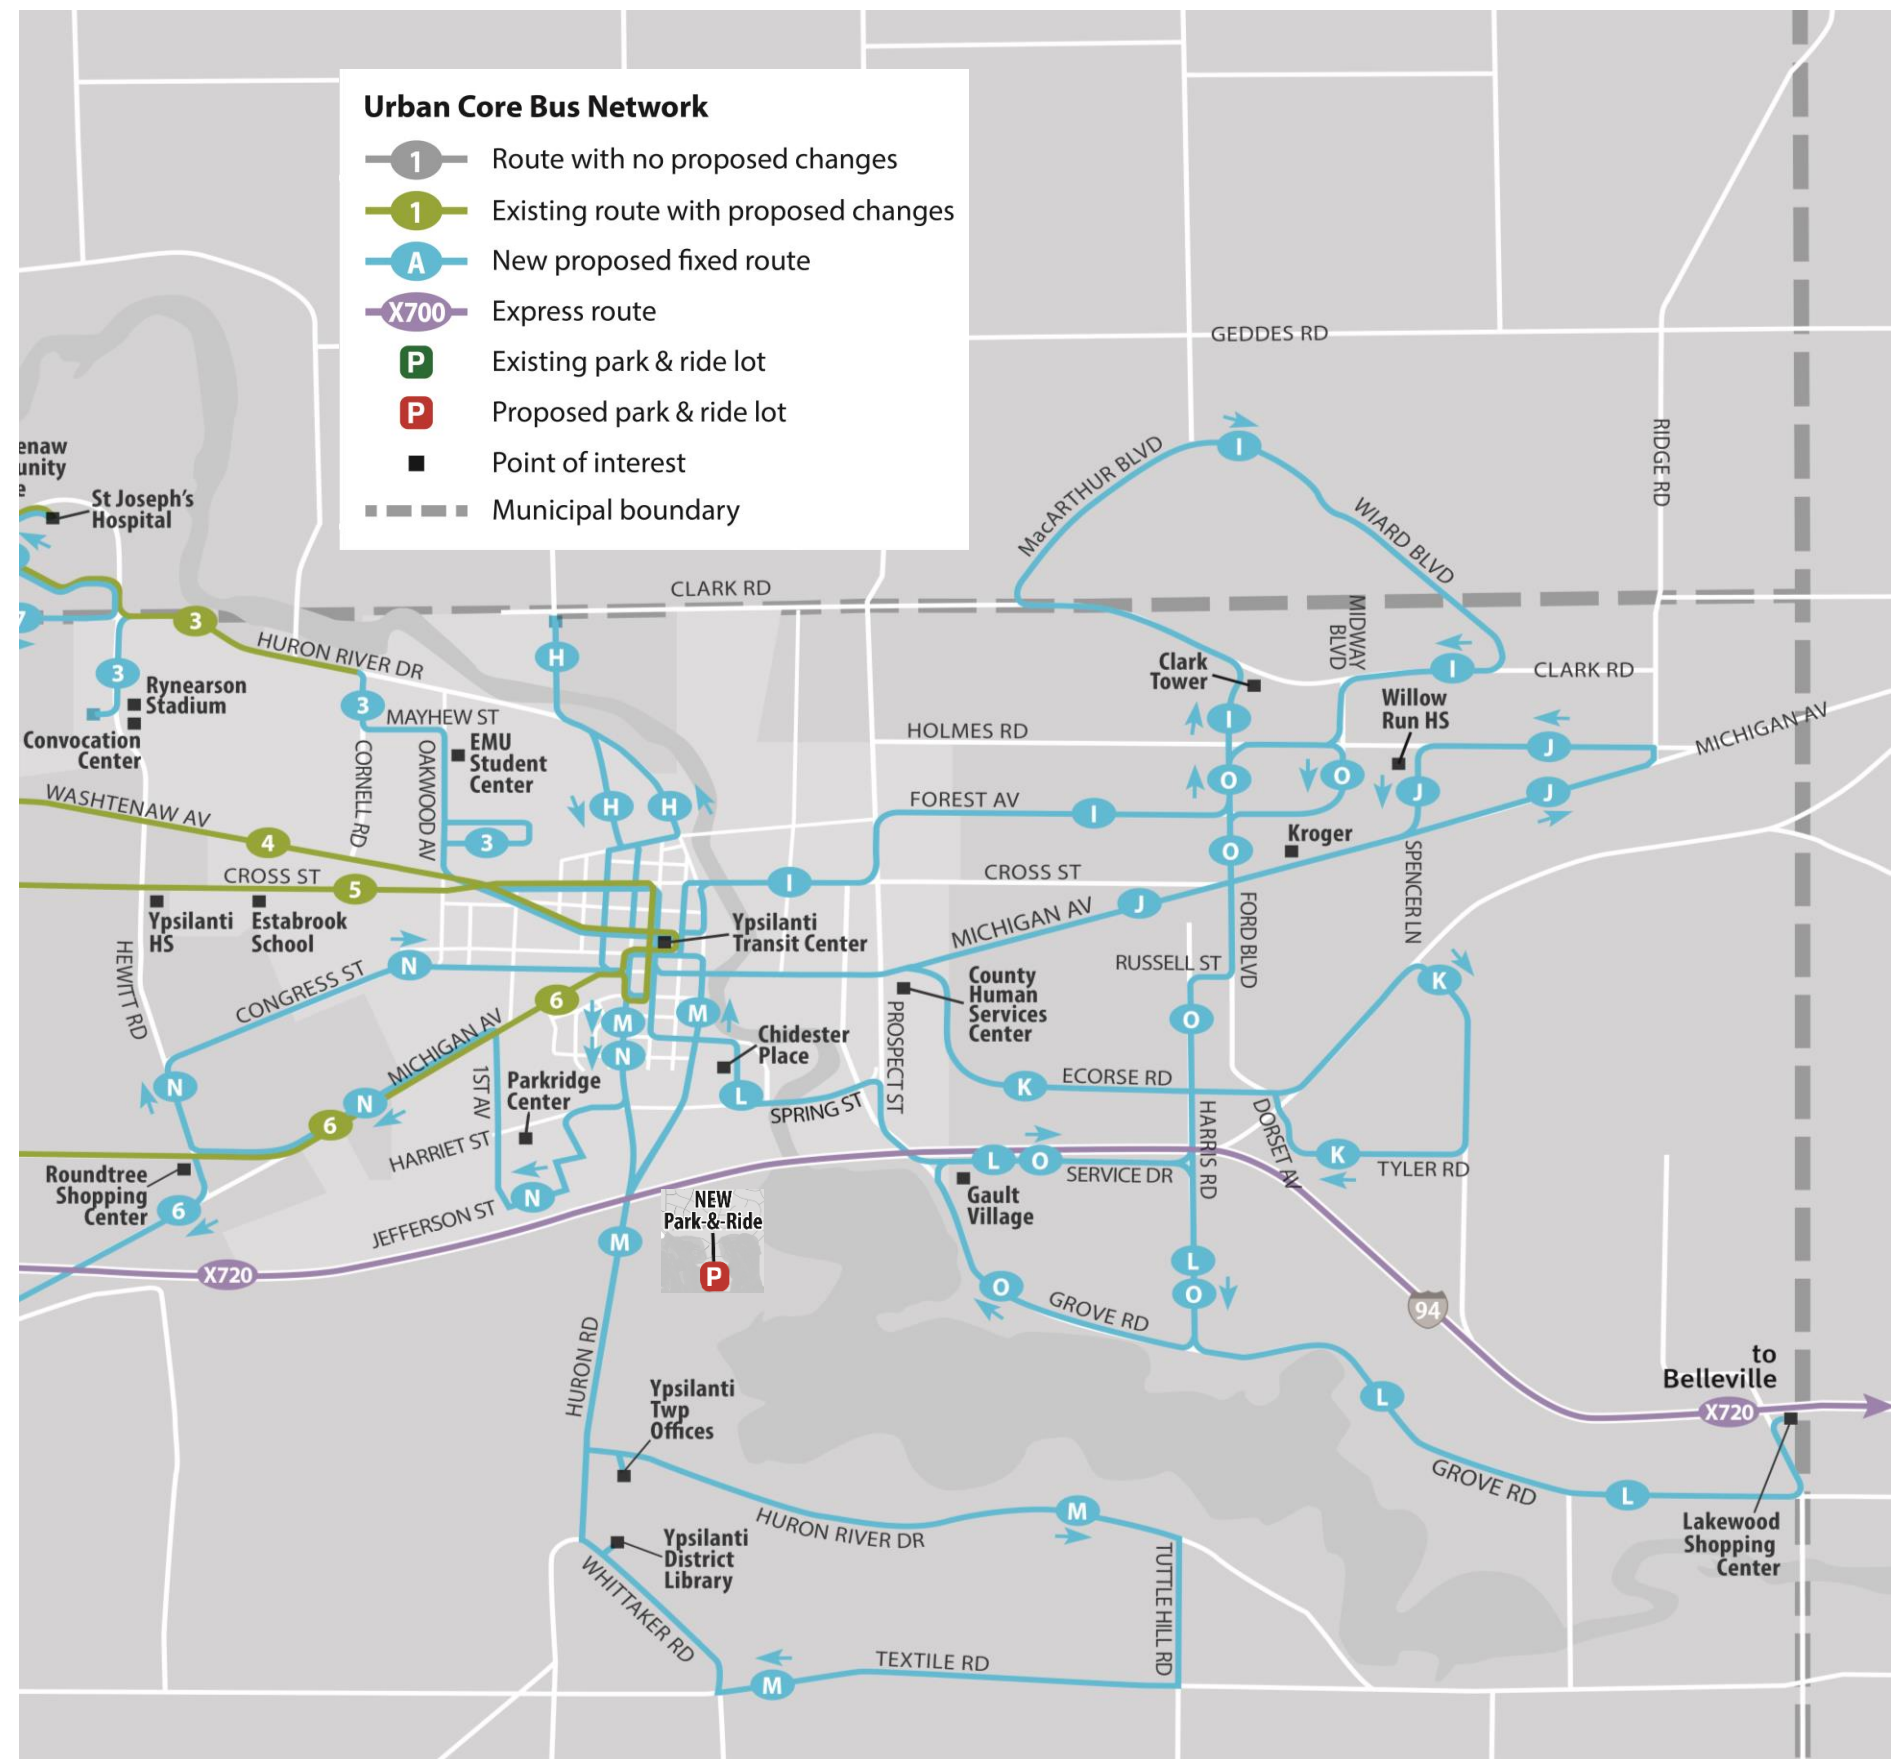 Urban Core Bus Network
1 Route with no proposed changes
1 Existing route with proposed changes
A New proposed fixed route
X700 Express route
P Existing park & ride lot
P Proposed park & ride lot
Point of interest
Municipal boundary
GEDDES RD
RIDGE RD
I
MacARTHUR BLVD
WIARD BLVD
enaw
unity
e
St Joseph's
Hospital
CLARK RD
MIDWAY
BLVD
7
3
HURON RIVER DR
H
3
Rynearson
Stadium
Convocation
Center
3
MAYHEW ST
EMU
Student
Center
CORNELL RD
OAKWOOD AV
Clark
Tower
I
CLARK RD
Willow
Run HS
I
HOLMES RD
J
MICHIGAN AV
O
O
J
J
WASHTENAW AV
H
H
FOREST AV
I
4
3
Kroger
O
CROSS ST
5
I
CROSS ST
SPENCER LN
Ypsilanti
HS
Estabrook
School
Ypsilanti
Transit Center
MICHIGAN AV
J
FORD BLVD
HEWITT RD
CONGRESS ST
N
RUSSELL ST
County
Human
Services
Center
K
6
M
M
O
PROSPECT ST
MICHIGAN AV
N
Chidester
Place
N
1ST AV
Parkridge
Center
L
SPRING ST
K
ECORSE RD
N
6
HARRIET ST
HARRIS RD
DORSET AV
L
O
SERVICE DR
K
TYLER RD
Roundtree
Shopping
Center
6
N
JEFFERSON ST
NEW
Park-&-Ride
P
Gault
Village
M
X720
L
O
O
GROVE RD
94
HURON RD
to
Belleville
X720
Ypsilanti
Twp
Offices
L
GROVE RD
L
Lakewood
Shopping
Center
HURON RIVER DR
M
Ypsilanti
District
Library
WHITTAKER RD
TUTTLE HILL RD
TEXTILE RD
M